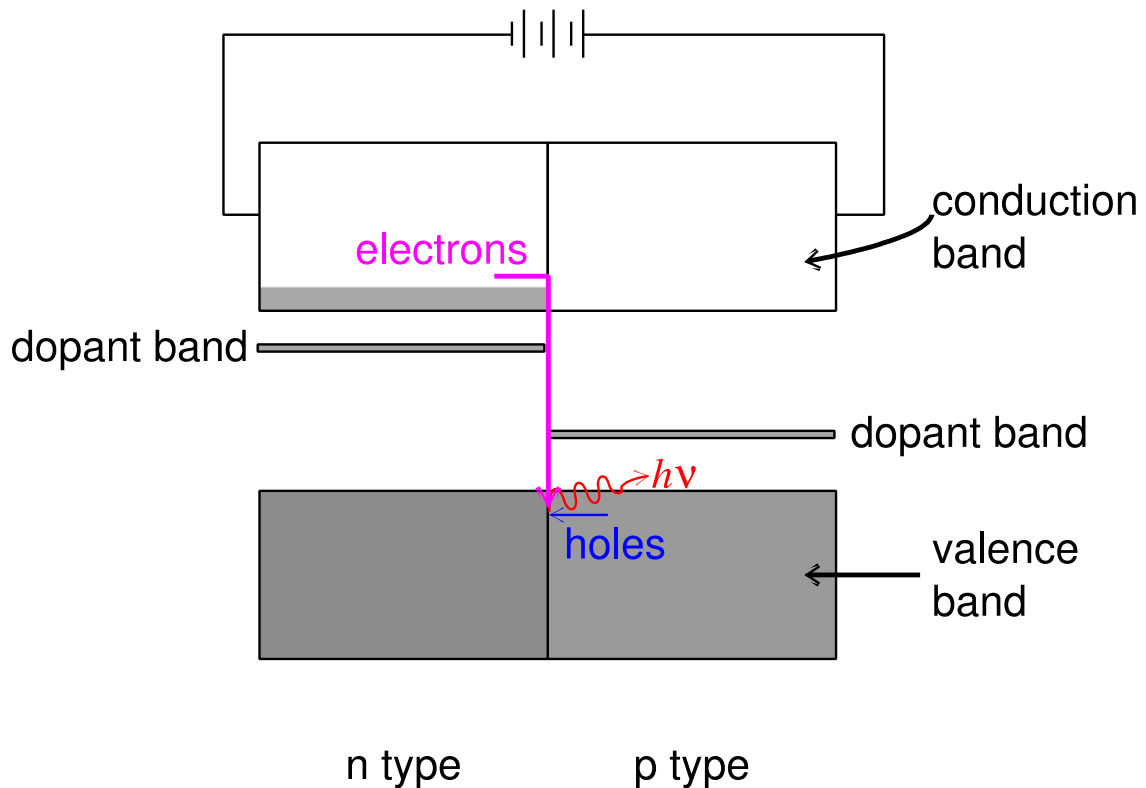 conduction
band
electrons
dopant band
dopant band
hν
holes
valence
band
n type
p type